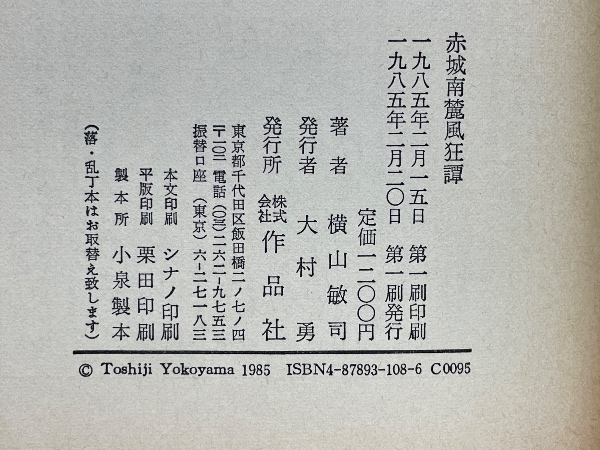 赤城南麓風狂譚
一九八五年二月一五日 第一刷印刷
一九八五年二月二〇日 第一刷発行
定価一二〇〇円
著者 横山敏司
発行者 大村勇
発行所 株式会社作品社
東京都千代田区飯田橋二ノ七ノ四
〒一〇二 電話(〇三)二六二-九七五三
振替口座(東京)六-二七一八三
本文印刷 シナノ印刷
平版印刷 栗田印刷
製本所 小泉製本
(落・乱丁本はお取替え致します)
© Toshiji Yokoyama 1985 ISBN4-87893-108-6 C0095